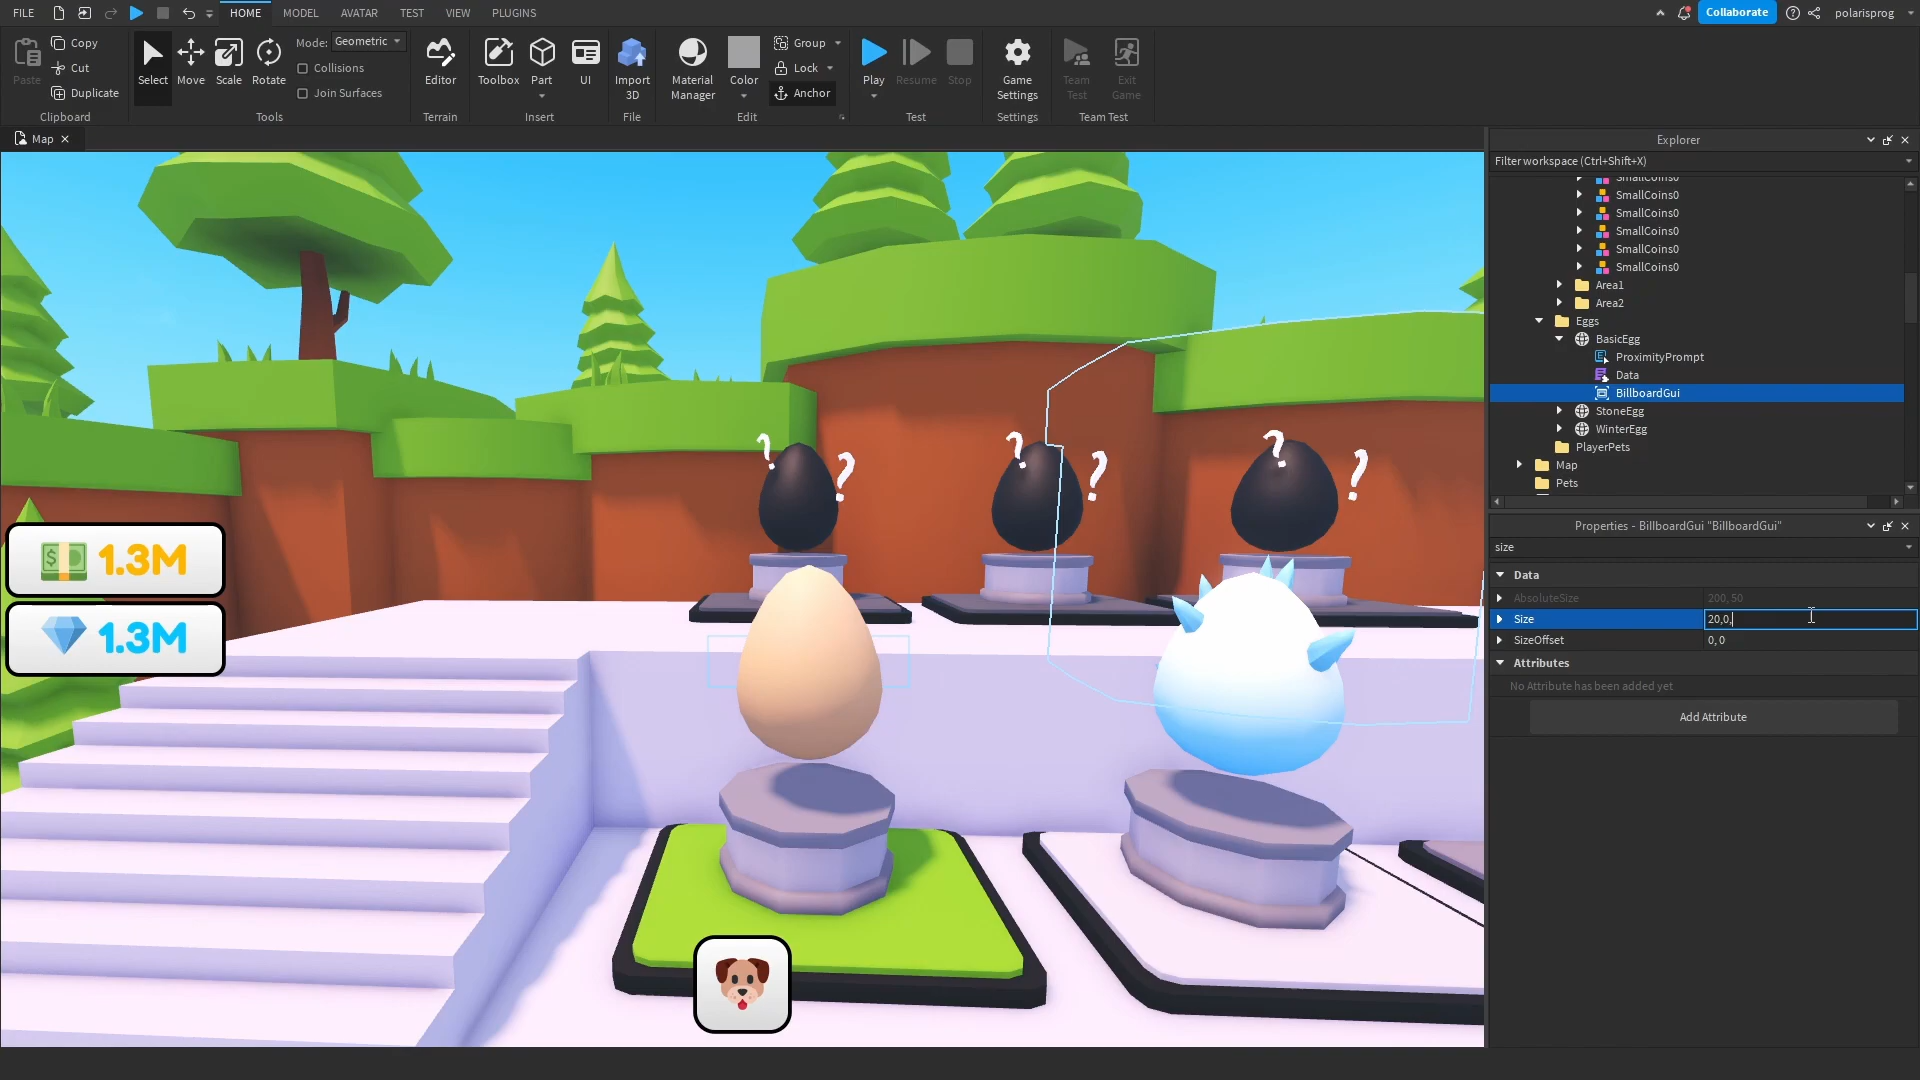 FILE HOME MODEL AVATAR TEST VIEW PLUGINS Collaborate polarisprog
Paste Copy Cut Duplicate Clipboard
Select Move Scale Rotate Mode: Geometric Collisions Join Surfaces Tools
Editor Terrain
Toolbox Part UI Insert
Import 3D File
Material Manager Color Group Lock Anchor Edit
Play Resume Stop Test
Game Settings Settings
Team Test Exit Game Team Test
Map
1.3M
1.3M
? ? ? ? ? ?
Explorer
Filter workspace (Ctrl+Shift+X)
SmallCoins0
SmallCoins0
SmallCoins0
SmallCoins0
SmallCoins0
SmallCoins0
Area1
Area2
Eggs
BasicEgg
E ProximityPrompt
Data
BillboardGui
StoneEgg
WinterEgg
PlayerPets
Map
Pets
Properties - BillboardGui "BillboardGui"
size
Data
AbsoluteSize 200, 50
Size 20,0,
SizeOffset 0, 0
Attributes
No Attribute has been added yet
Add Attribute